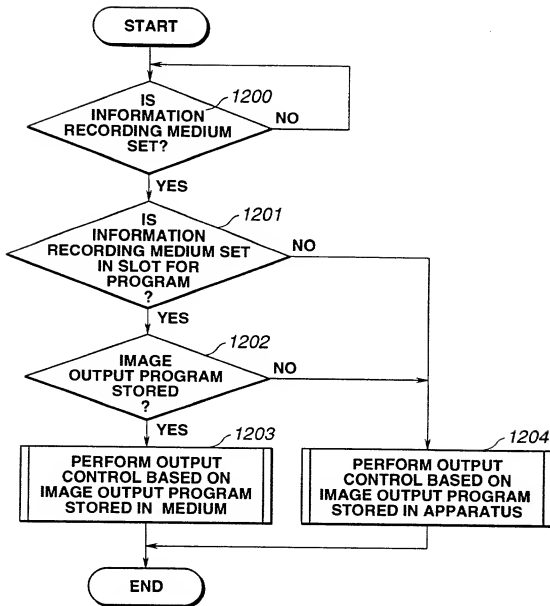 START
1200
IS
INFORMATION
RECORDING MEDIUM
SET?
NO
YES
1201
IS
INFORMATION
RECORDING MEDIUM SET
IN SLOT FOR
PROGRAM
?
NO
YES
1202
IMAGE
OUTPUT PROGRAM
STORED
?
NO
YES
1203
PERFORM OUTPUT
CONTROL BASED ON
IMAGE OUTPUT PROGRAM
STORED IN MEDIUM
1204
PERFORM OUTPUT
CONTROL BASED ON
IMAGE OUTPUT PROGRAM
STORED IN APPARATUS
END